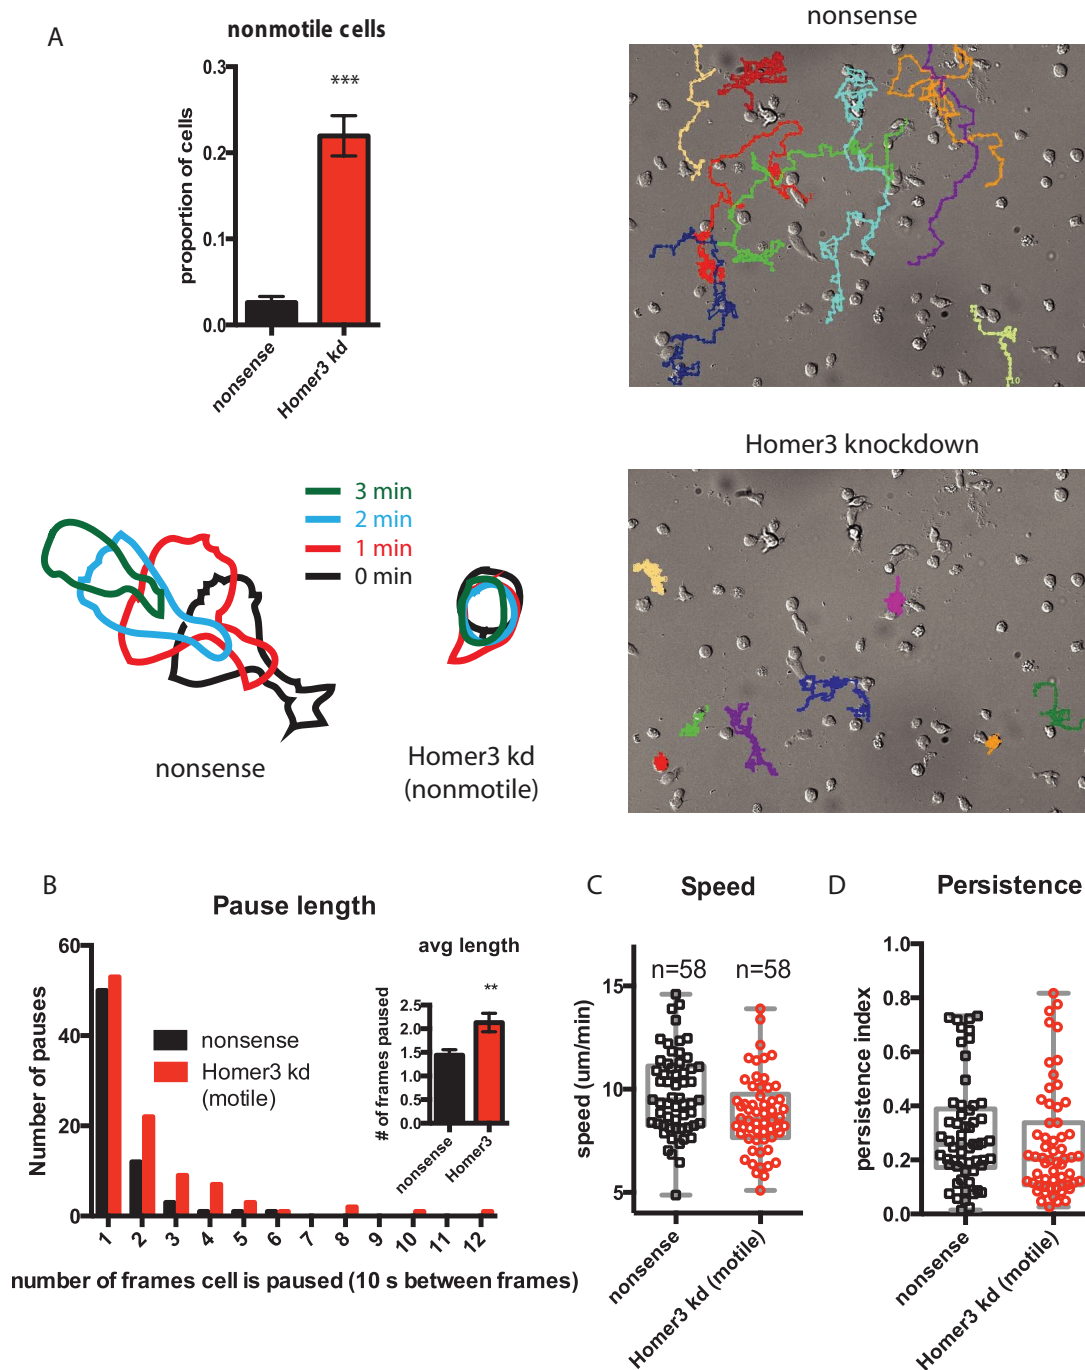 A
nonmotile cells
0.3
0.2
0.1
0.0
proportion of cells
***
nonsense
Homer3 kd
nonsense
10
Homer3 knockdown
3 min
2 min
1 min
0 min
nonsense
Homer3 kd
(nonmotile)
B
Pause length
60
40
20
0
Number of pauses
nonsense
Homer3 kd
(motile)
avg length
2.5
2.0
1.5
1.0
0.5
0.0
# of frames paused
**
nonsense
Homer3
1 2 3 4 5 6 7 8 9 10 11 12
number of frames cell is paused (10 s between frames)
C
Speed
n=58 n=58
15
10
5
speed (um/min)
nonsense
Homer3 kd (motile)
D
Persistence
1.0
0.8
0.6
0.4
0.2
0.0
persistence index
nonsense
Homer3 kd (motile)